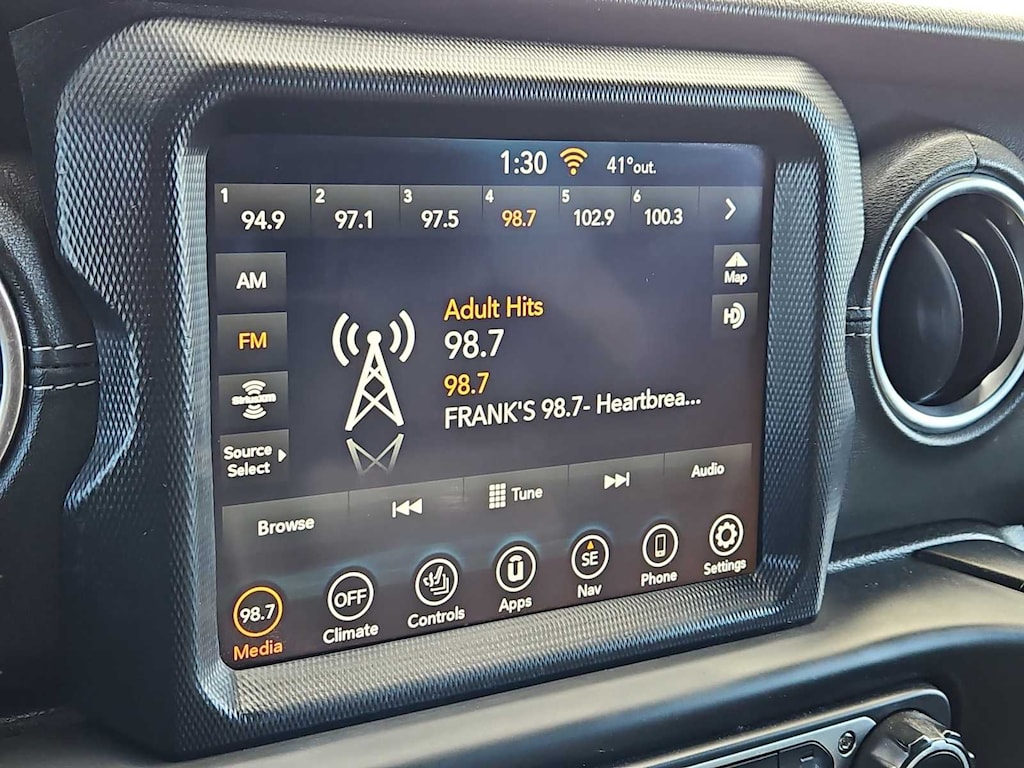 1:30 41°out.
1 94.9 2 97.1 3 97.5 4 98.7 5 102.9 6 100.3
AM
Map
FM
HD
SiriusXM
Source
Select
Adult Hits
98.7
98.7
FRANK'S 98.7- Heartbrea...
Browse Tune Audio
98.7 OFF SE
Media Climate Controls Apps Nav Phone Settings